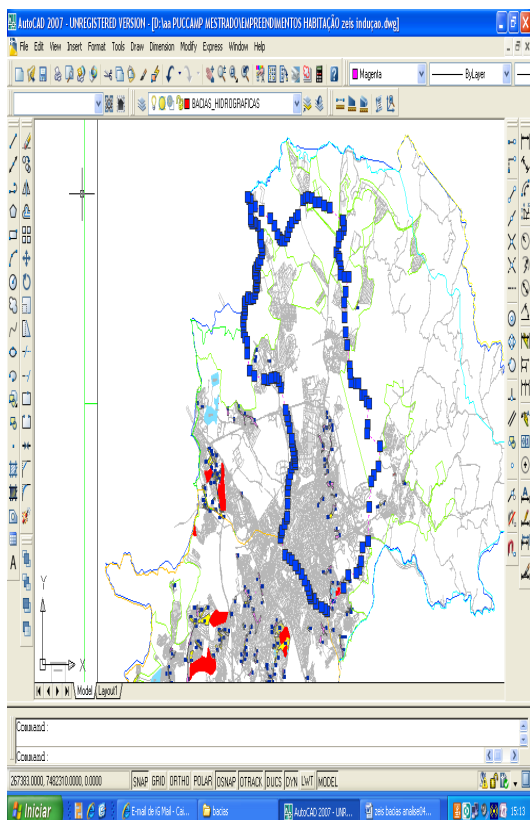 AutoCAD 2007 - UNREGISTERED VERSION - [D:\aa PUCCAMP MESTRADO\EMPREENDIMENTOS HABITAÇÃO zeis indução.dwg]
File Edit View Insert Format Tools Draw Dimension Modify Express Window Help
Magenta
ByLayer
BACIAS_HIDROGRAFICAS
Y
X
Model Layout1
Command:
Command:
267383.0000, 7482310.0000, 0.0000 SNAP GRID ORTHO POLAR OSNAP OTRACK DUCS DYN LWT MODEL
Iniciar E-mail de iG Mail - Cai... bacias AutoCAD 2007 - UNR... zeis bacias analise04... 15:13